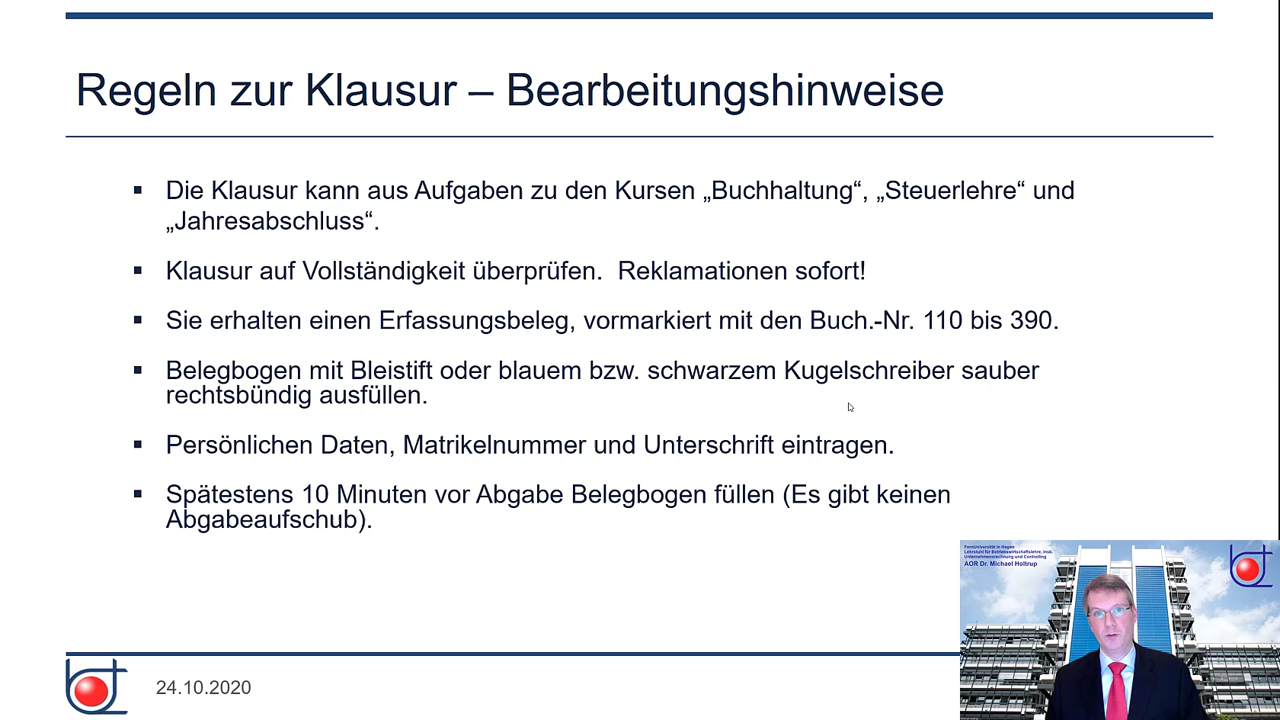 Regeln zur Klausur – Bearbeitungshinweise
▪ Die Klausur kann aus Aufgaben zu den Kursen „Buchhaltung“, „Steuerlehre“ und
„Jahresabschluss“.
▪ Klausur auf Vollständigkeit überprüfen. Reklamationen sofort!
▪ Sie erhalten einen Erfassungsbeleg, vormarkiert mit den Buch.-Nr. 110 bis 390.
▪ Belegbogen mit Bleistift oder blauem bzw. schwarzem Kugelschreiber sauber
rechtsbündig ausfüllen.
▪ Persönlichen Daten, Matrikelnummer und Unterschrift eintragen.
▪ Spätestens 10 Minuten vor Abgabe Belegbogen füllen (Es gibt keinen
Abgabeaufschub).
FernUniversität in Hagen
Lehrstuhl für Betriebswirtschaftslehre, insb.
Unternehmensrechnung und Controlling
AOR Dr. Michael Holtrup
24.10.2020